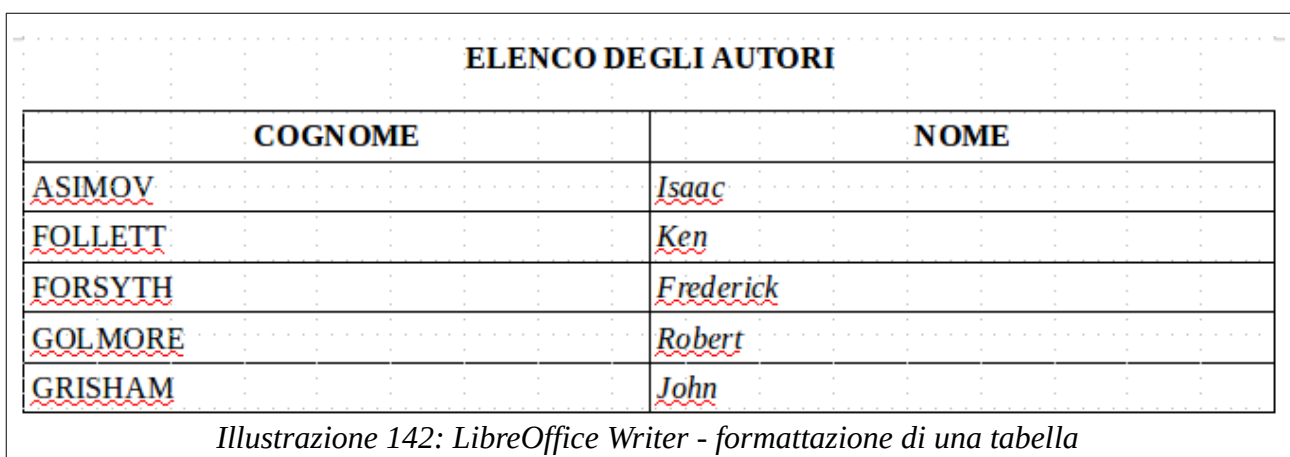 ELENCO DEGLI AUTORI
COGNOME NOME
ASIMOV Isaac
FOLLETT Ken
FORSYTH Frederick
GOLMORE Robert
GRISHAM John
Illustrazione 142: LibreOffice Writer - formattazione di una tabella